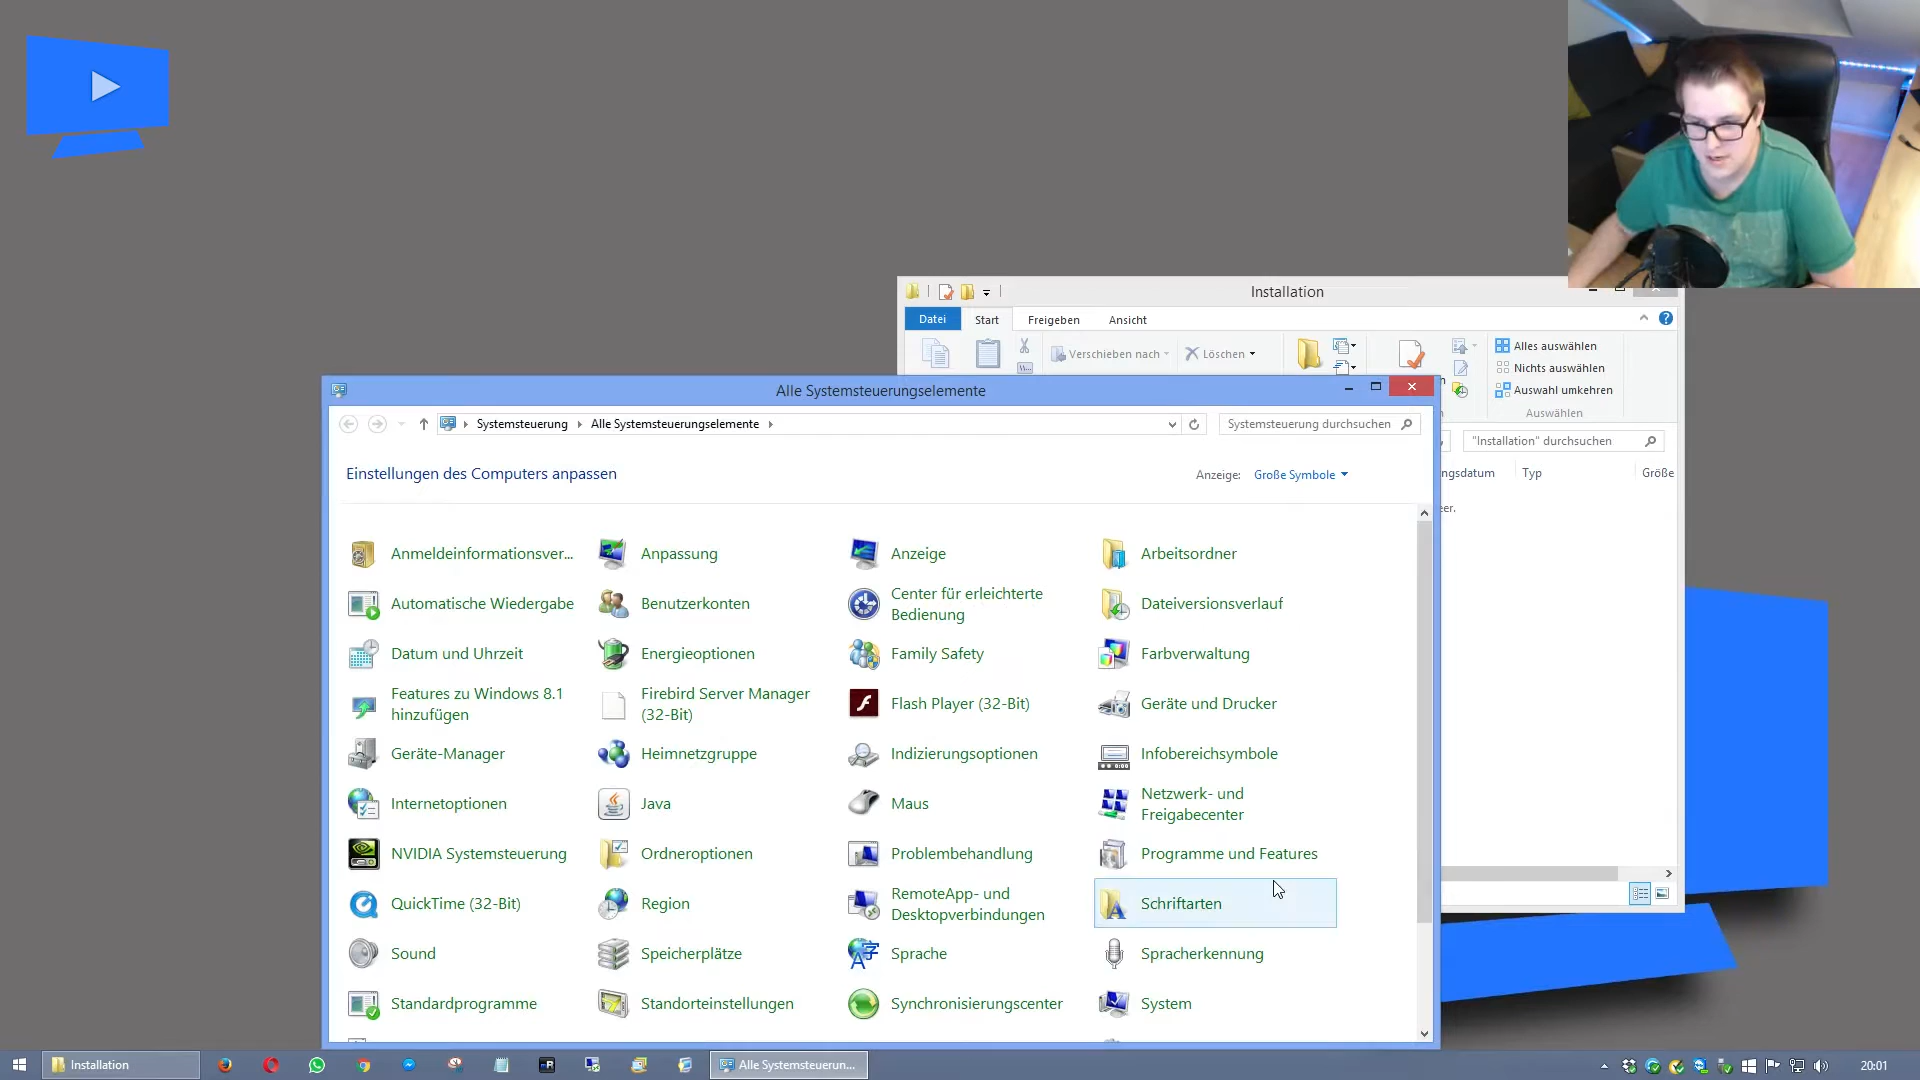 Installation
Datei
Start
Freigeben
Ansicht
Verschieben nach
Löschen
Alles auswählen
Nichts auswählen
Auswahl umkehren
Auswählen
"Installation" durchsuchen
ngsdatum
Typ
Größe
eer.
Alle Systemsteuerungselemente
Systemsteuerung
Alle Systemsteuerungselemente
Systemsteuerung durchsuchen
Einstellungen des Computers anpassen
Anzeige:
Große Symbole
Anmeldeinformationsver...
Anpassung
Anzeige
Arbeitsordner
Automatische Wiedergabe
Benutzerkonten
Center für erleichterte
Bedienung
Dateiversionsverlauf
Datum und Uhrzeit
Energieoptionen
Family Safety
Farbverwaltung
Features zu Windows 8.1
hinzufügen
Firebird Server Manager
(32-Bit)
Flash Player (32-Bit)
Geräte und Drucker
Geräte-Manager
Heimnetzgruppe
Indizierungsoptionen
Infobereichsymbole
Internetoptionen
Java
Maus
Netzwerk- und
Freigabecenter
NVIDIA Systemsteuerung
Ordneroptionen
Problembehandlung
Programme und Features
QuickTime (32-Bit)
Region
RemoteApp- und
Desktopverbindungen
Schriftarten
Sound
Speicherplätze
Sprache
Spracherkennung
Standardprogramme
Standorteinstellungen
Synchronisierungscenter
System
Installation
Alle Systemsteuerun...
20:01